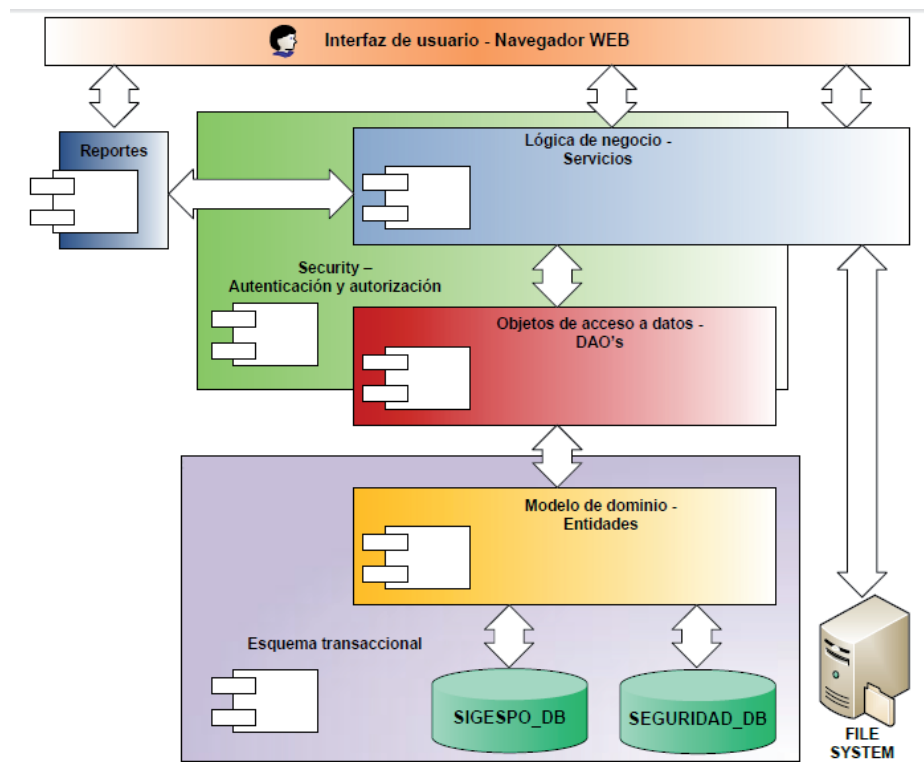 Interfaz de usuario - Navegador WEB
Reportes
Lógica de negocio -
Servicios
Security –
Autenticación y autorización
Objetos de acceso a datos -
DAO's
Modelo de dominio -
Entidades
Esquema transaccional
SIGESPO_DB
SEGURIDAD_DB
FILE
SYSTEM